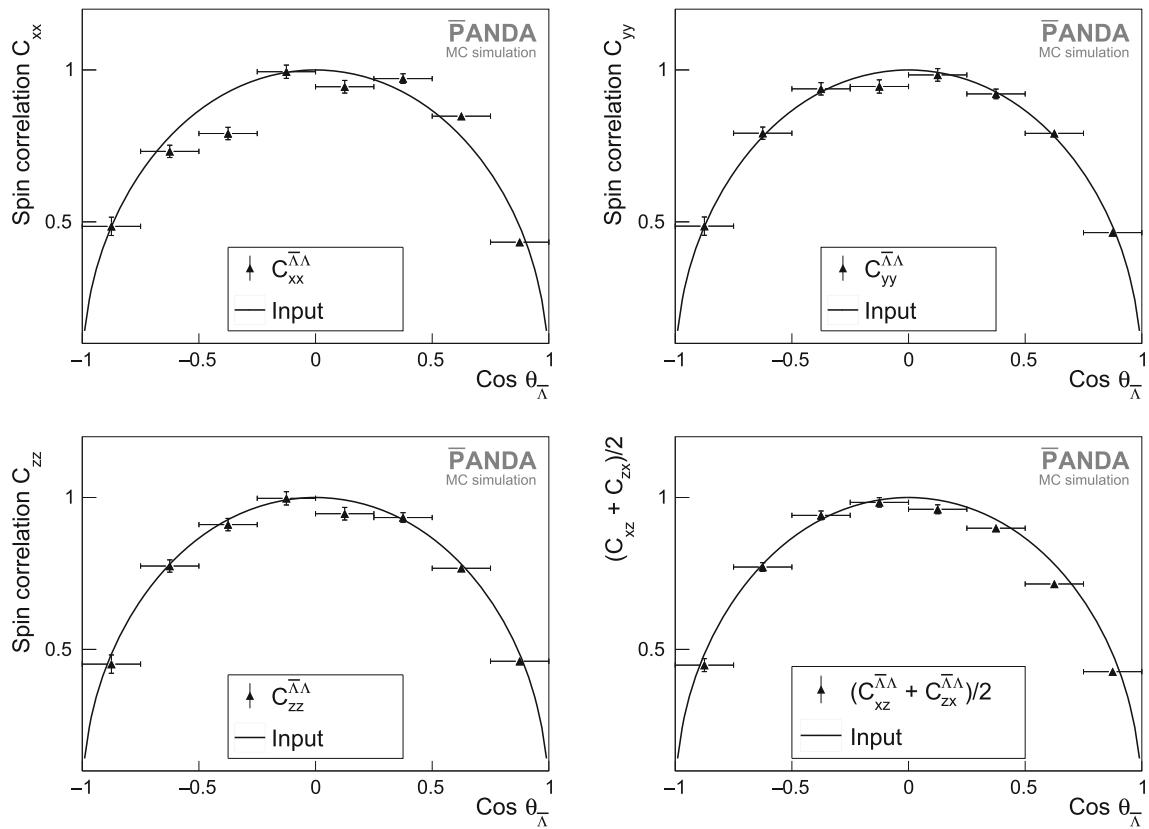 Spin correlation C_xx
P̅ANDA
MC simulation
1
0.5
C_xx^Λ̅Λ
Input
−1 −0.5 0 0.5 1
Cos θ_Λ̅
Spin correlation C_yy
P̅ANDA
MC simulation
1
0.5
C_yy^Λ̅Λ
Input
−1 −0.5 0 0.5 1
Cos θ_Λ̅
Spin correlation C_zz
P̅ANDA
MC simulation
1
0.5
C_zz^Λ̅Λ
Input
−1 −0.5 0 0.5 1
Cos θ_Λ̅
(C_xz + C_zx)/2
P̅ANDA
MC simulation
1
0.5
(C_xz^Λ̅Λ + C_zx^Λ̅Λ)/2
Input
−1 −0.5 0 0.5 1
Cos θ_Λ̅